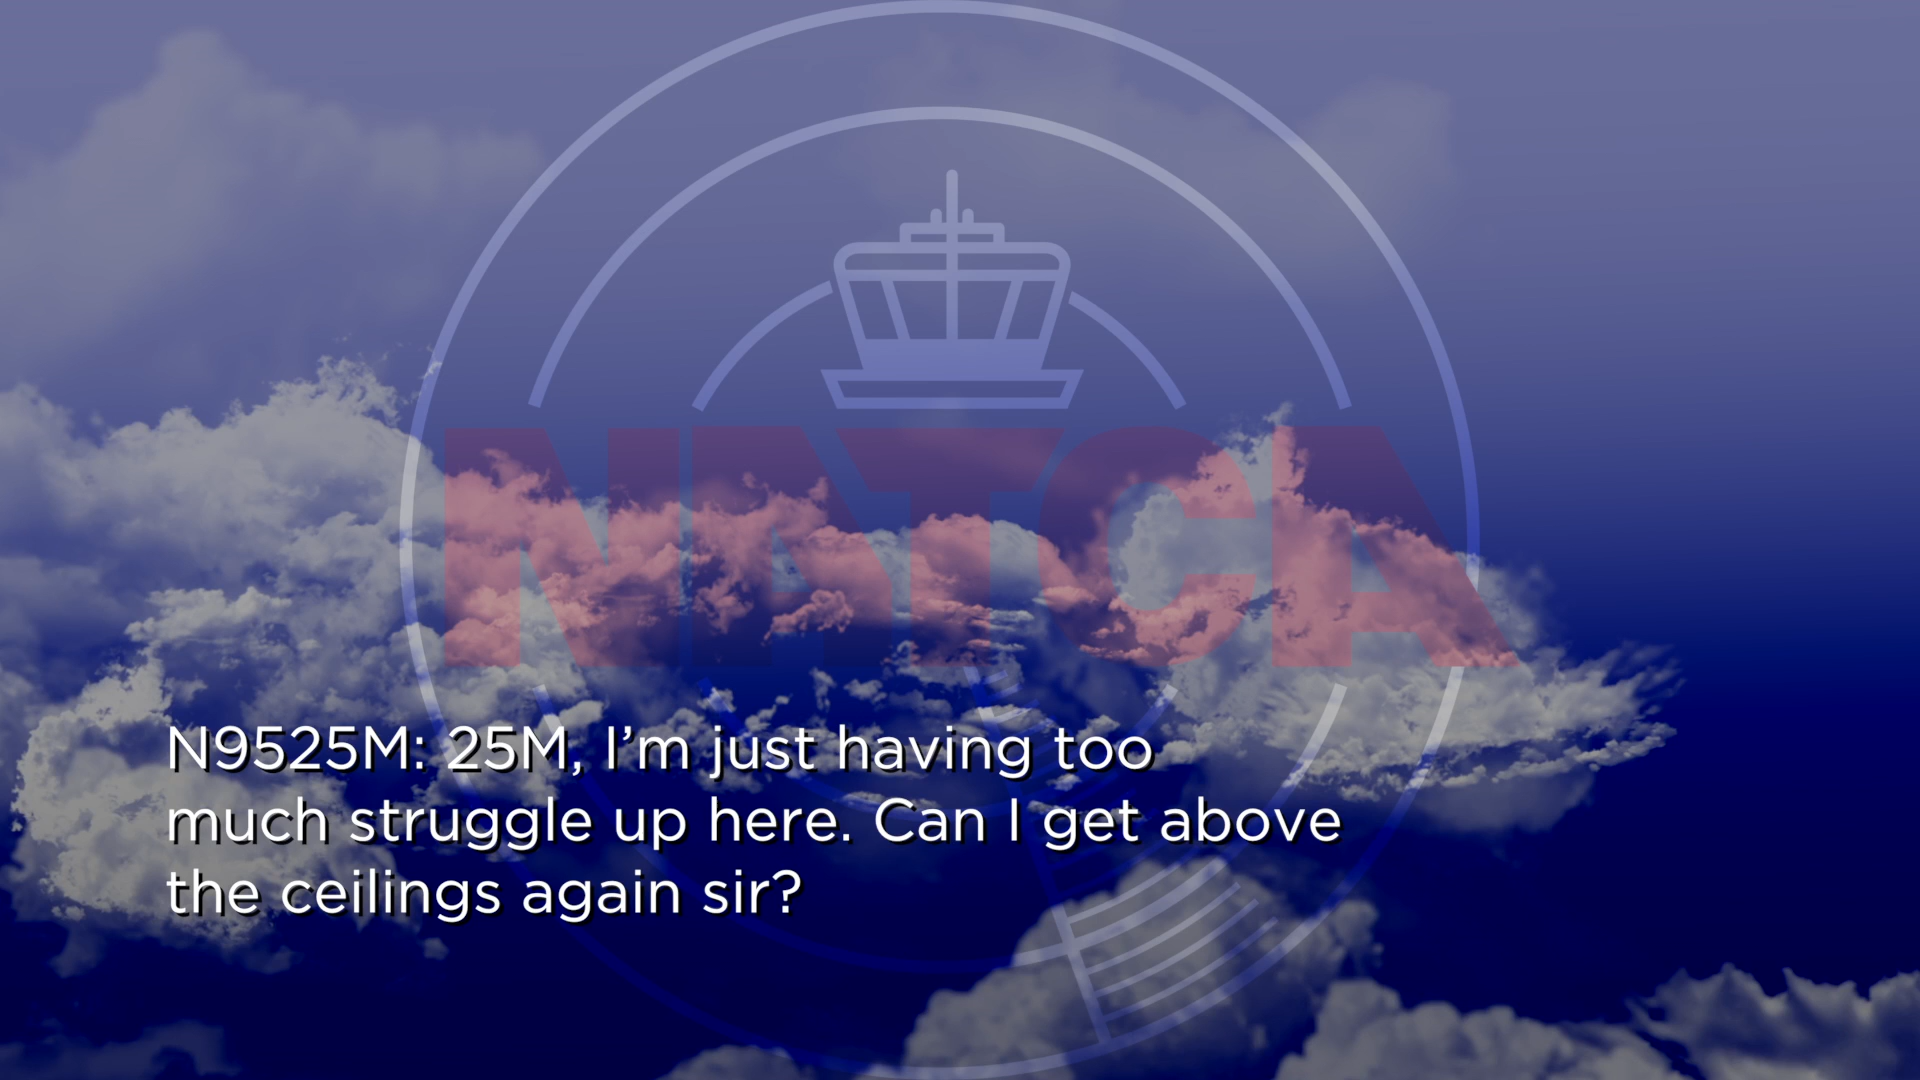 NATCA
N9525M: 25M, I’m just having too
much struggle up here. Can I get above
the ceilings again sir?